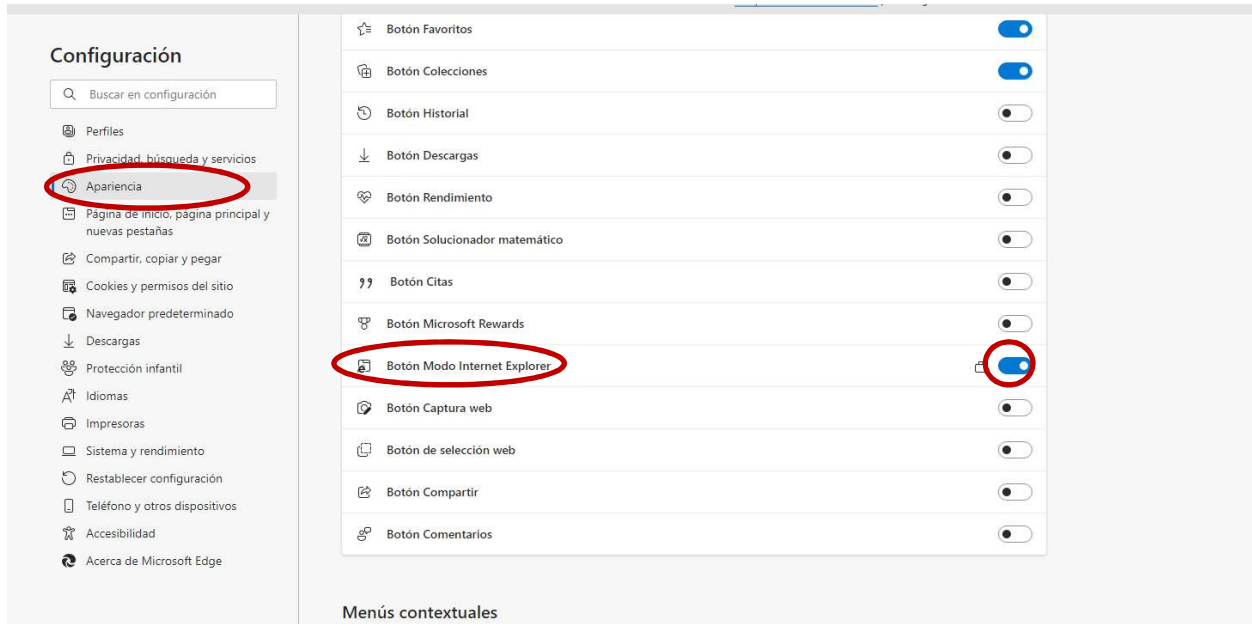 Configuración
Buscar en configuración
Perfiles
Privacidad, búsqueda y servicios
Apariencia
Página de inicio, página principal y
nuevas pestañas
Compartir, copiar y pegar
Cookies y permisos del sitio
Navegador predeterminado
Descargas
Protección infantil
Idiomas
Impresoras
Sistema y rendimiento
Restablecer configuración
Teléfono y otros dispositivos
Accesibilidad
Acerca de Microsoft Edge
Botón Favoritos
Botón Colecciones
Botón Historial
Botón Descargas
Botón Rendimiento
Botón Solucionador matemático
Botón Citas
Botón Microsoft Rewards
Botón Modo Internet Explorer
Botón Captura web
Botón de selección web
Botón Compartir
Botón Comentarios
Menús contextuales